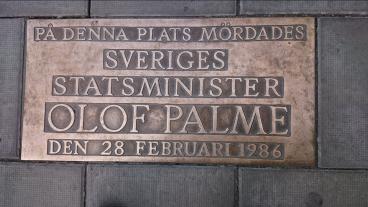 PÅ DENNA PLATS MÖRDADES
SVERIGES
STATSMINISTER
OLOF PALME
DEN 28 FEBRUARI 1986